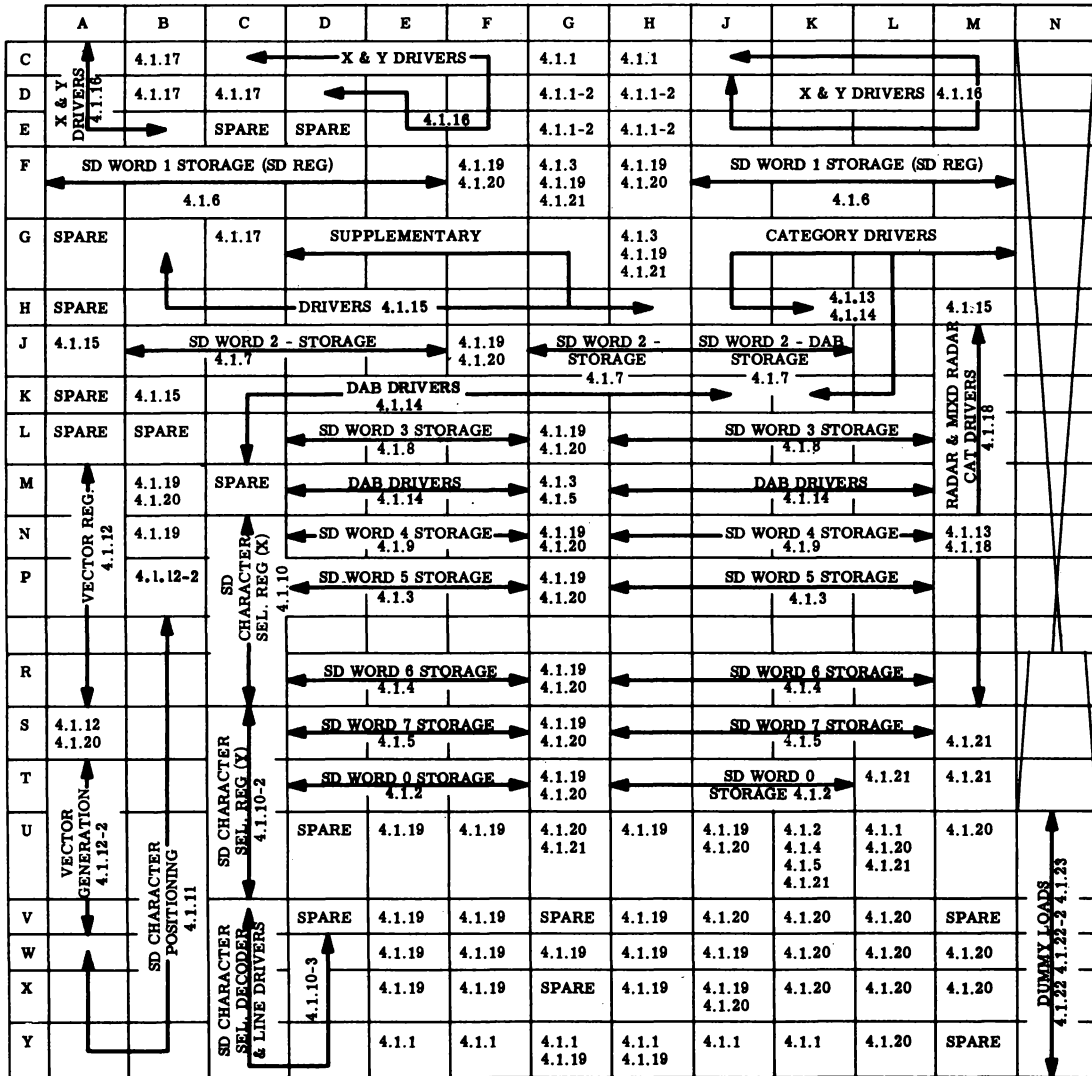 A B C D E F G H J K L M N
C X & Y DRIVERS 4.1.16 4.1.17 X & Y DRIVERS 4.1.1 4.1.1
D 4.1.17 4.1.17 4.1.1-2 4.1.1-2 X & Y DRIVERS 4.1.16
E SPARE SPARE 4.1.16 4.1.1-2 4.1.1-2
F SD WORD 1 STORAGE (SD REG) 4.1.19 4.1.3 4.1.19 SD WORD 1 STORAGE (SD REG)
4.1.20 4.1.19 4.1.20
4.1.6 4.1.21 4.1.6
G SPARE 4.1.17 SUPPLEMENTARY 4.1.3 CATEGORY DRIVERS
4.1.19
4.1.21
H SPARE DRIVERS 4.1.15 4.1.13 4.1.15
4.1.14
J 4.1.15 SD WORD 2 - STORAGE 4.1.19 SD WORD 2 - SD WORD 2 - DAB
4.1.7 4.1.20 STORAGE STORAGE
4.1.7 4.1.7
RADAR & MIXD RADAR
CAT DRIVERS
4.1.18
K SPARE 4.1.15 DAB DRIVERS
4.1.14
L SPARE SPARE SD WORD 3 STORAGE 4.1.19 SD WORD 3 STORAGE
4.1.8 4.1.20 4.1.8
M 4.1.19 SPARE DAB DRIVERS 4.1.3 DAB DRIVERS
4.1.20 4.1.14 4.1.5 4.1.14
VECTOR REG.
4.1.12
N 4.1.19 SD WORD 4 STORAGE 4.1.19 SD WORD 4 STORAGE 4.1.13
4.1.9 4.1.20 4.1.9 4.1.18
SD
CHARACTER
SEL. REG (X)
4.1.10
P 4.1.12-2 SD WORD 5 STORAGE 4.1.19 SD WORD 5 STORAGE
4.1.3 4.1.20 4.1.3
R SD WORD 6 STORAGE 4.1.19 SD WORD 6 STORAGE
4.1.4 4.1.20 4.1.4
S 4.1.12 SD WORD 7 STORAGE 4.1.19 SD WORD 7 STORAGE 4.1.21
4.1.20 4.1.5 4.1.20 4.1.5
SD CHARACTER
SEL. REG (Y)
4.1.10-2
T SD WORD 0 STORAGE 4.1.19 SD WORD 0 4.1.21 4.1.21
4.1.2 4.1.20 STORAGE 4.1.2
VECTOR
GENERATION
4.1.12-2
SD CHARACTER
POSITIONING
4.1.11
U SPARE 4.1.19 4.1.19 4.1.20 4.1.19 4.1.19 4.1.2 4.1.1 4.1.20
4.1.21 4.1.20 4.1.4 4.1.20
4.1.5 4.1.21
4.1.21
DUMMY LOADS
4.1.22 4.1.22-2 4.1.23
V SPARE 4.1.19 4.1.19 SPARE 4.1.19 4.1.20 4.1.20 4.1.20 SPARE
SD CHARACTER
SEL. DECODER
& LINE DRIVERS
4.1.10-3
W 4.1.19 4.1.19 4.1.19 4.1.19 4.1.19 4.1.20 4.1.20 4.1.20
X 4.1.19 4.1.19 SPARE 4.1.19 4.1.19 4.1.20 4.1.20 4.1.20
4.1.20
Y 4.1.1 4.1.1 4.1.1 4.1.1 4.1.1 4.1.1 4.1.20 SPARE
4.1.19 4.1.19